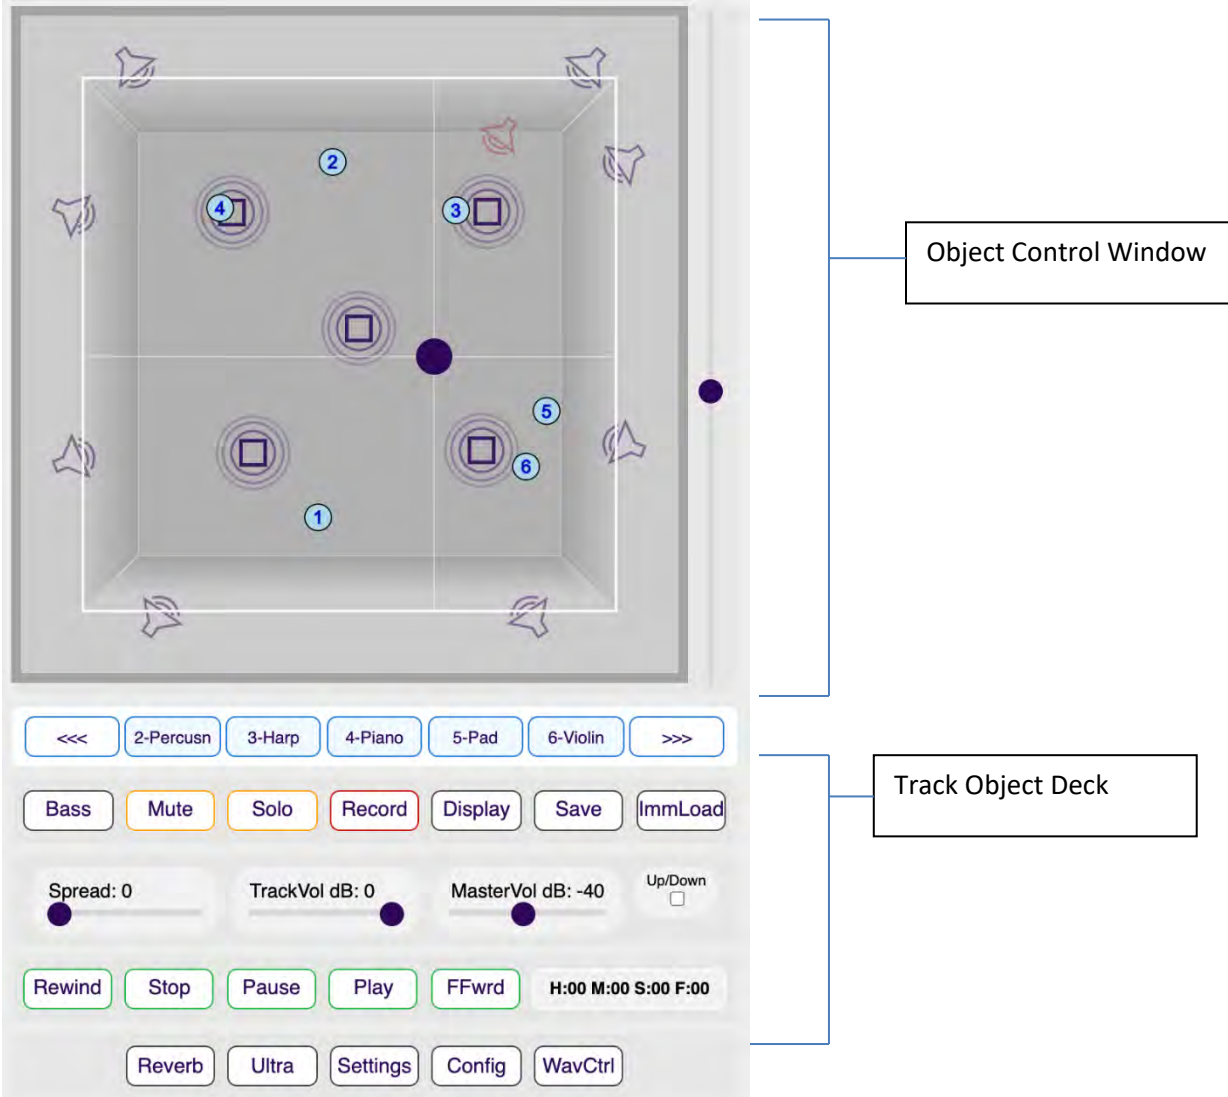 2
4
3
Object Control Window
5
6
1
<<< 2-Percusn 3-Harp 4-Piano 5-Pad 6-Violin >>>
Track Object Deck
Bass Mute Solo Record Display Save ImmLoad
Spread: 0 TrackVol dB: 0 MasterVol dB: -40 Up/Down
Rewind Stop Pause Play FFwrd H:00 M:00 S:00 F:00
Reverb Ultra Settings Config WavCtrl